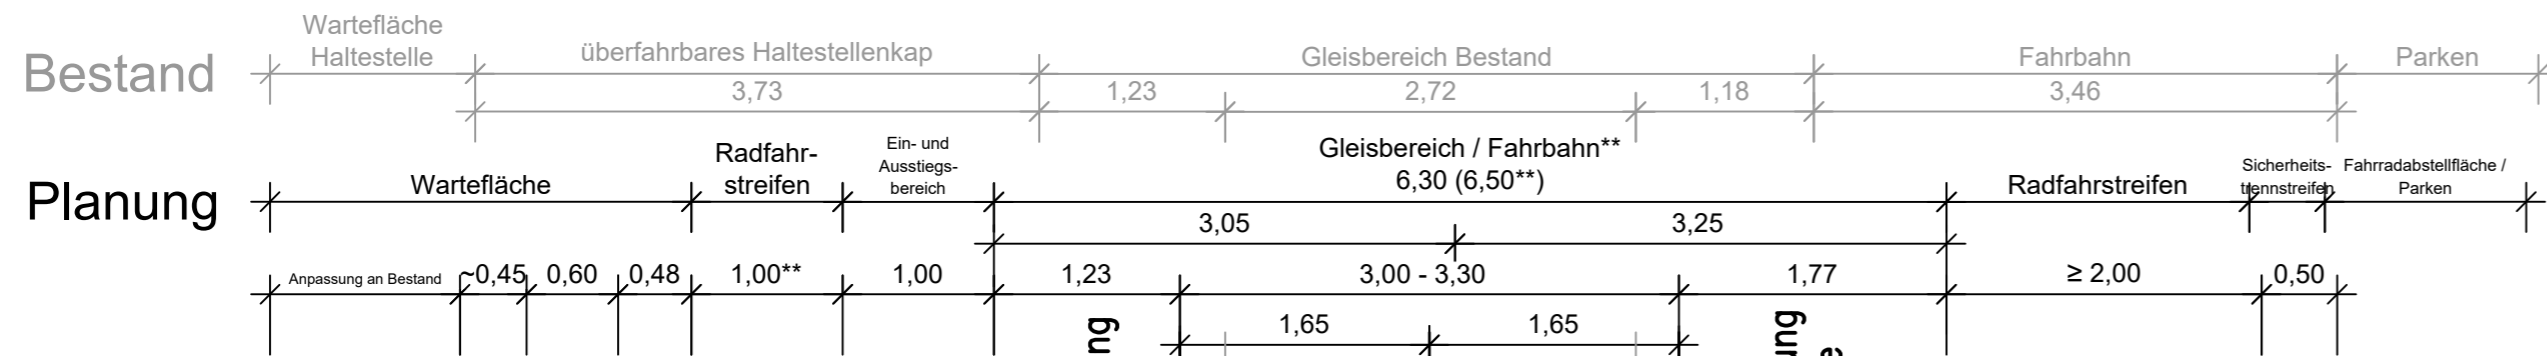 Wartefläche
Haltestelle
überfahrbares Haltestellenkap
Gleisbereich Bestand
Fahrbahn
Parken
Bestand
3,73
1,23
2,72
1,18
3,46
Radfahr-
streifen
Ein- und
Ausstiegs-
bereich
Gleisbereich / Fahrbahn**
6,30 (6,50**)
Sicherheits-
trennstreifen
Fahrradabstellfläche /
Parken
Planung
Wartefläche
Radfahrstreifen
3,05
3,25
Anpassung an Bestand
~0,45
0,60
0,48
1,00**
1,00
1,23
3,00 - 3,30
1,77
≥ 2,00
0,50
1,65
1,65